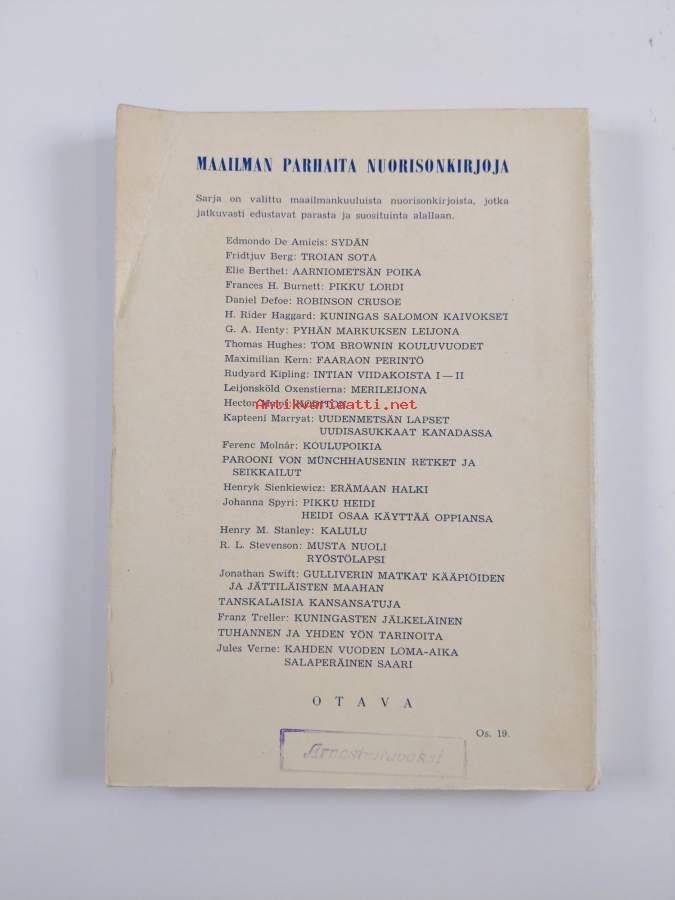 MAAILMAN PARHAITA NUORISONKIRJOJA
Sarja on valittu maailmankuuluista nuorisonkirjoista, jotka
jatkuvasti edustavat parasta ja suosituinta alallaan.
Edmondo De Amicis: SYDÄN
Fridtjuv Berg: TROIAN SOTA
Elie Berthet: AARNIOMETSÄN POIKA
Frances H. Burnett: PIKKU LORDI
Daniel Defoe: ROBINSON CRUSOE
H. Rider Haggard: KUNINGAS SALOMON KAIVOKSET
G. A. Henty: PYHÄN MARKUKSEN LEIJONA
Thomas Hughes: TOM BROWNIN KOULUVUODET
Maximilian Kern: FAARAON PERINTÖ
Rudyard Kipling: INTIAN VIIDAKOISTA I — II
Leijonsköld Oxenstierna: MERILEIJONA
Hector
Antikvariaatti.net
Kapteeni Marryat: UUDENMETSÄN LAPSET
UUDISASUKKAAT KANADASSA
Ferenc Molnár: KOULUPOIKIA
PAROONI VON MÜNCHHAUSENIN RETKET JA
SEIKKAILUT
Henryk Sienkiewicz: ERÄMAAN HALKI
Johanna Spyri: PIKKU HEIDI
HEIDI OSAA KÄYTTÄÄ OPPIANSA
Henry M. Stanley: KALULU
R. L. Stevenson: MUSTA NUOLI
RYÖSTÖLAPSI
Jonathan Swift: GULLIVERIN MATKAT KÄÄPIÖIDEN
JA JÄTTILÄISTEN MAAHAN
TANSKALAISIA KANSANSATUJA
Franz Treller: KUNINGASTEN JÄLKELÄINEN
TUHANNEN JA YHDEN YÖN TARINOITA
Jules Verne: KAHDEN VUODEN LOMA-AIKA
SALAPERÄINEN SAARI
OTAVA
Os. 19.
Arvosteltavaksi